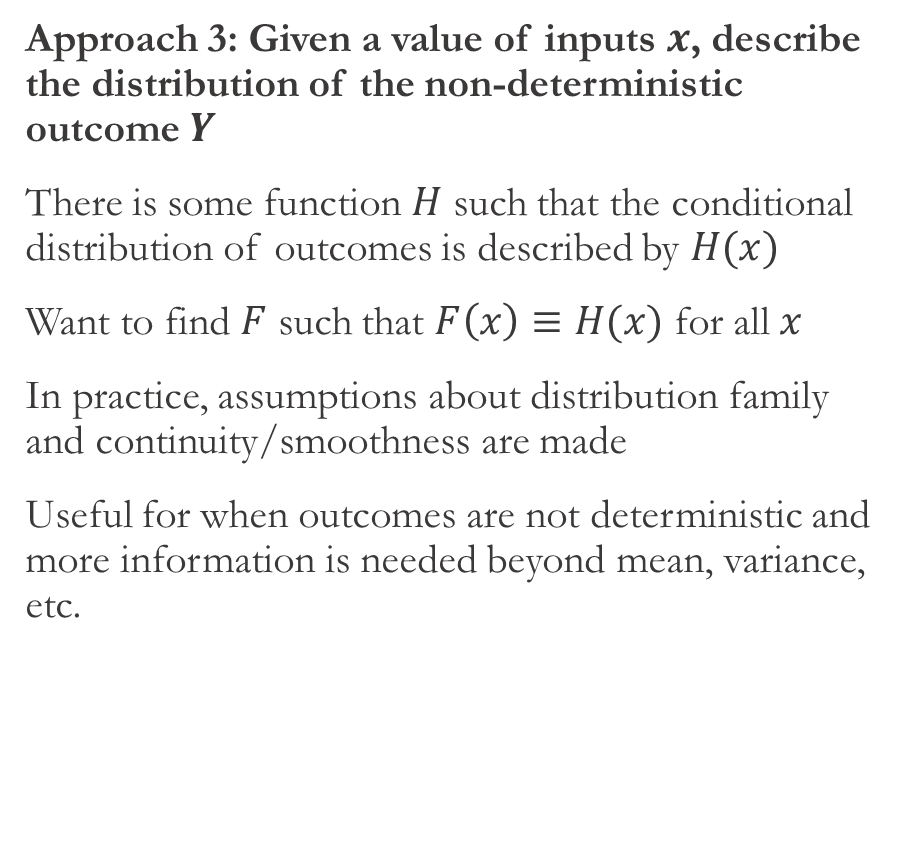 Approach 3: Given a value of inputs x, describe
the distribution of the non-deterministic
outcome Y
There is some function H such that the conditional
distribution of outcomes is described by H(x)
Want to find F such that F(x) ≡ H(x) for all x
In practice, assumptions about distribution family
and continuity/smoothness are made
Useful for when outcomes are not deterministic and
more information is needed beyond mean, variance,
etc.